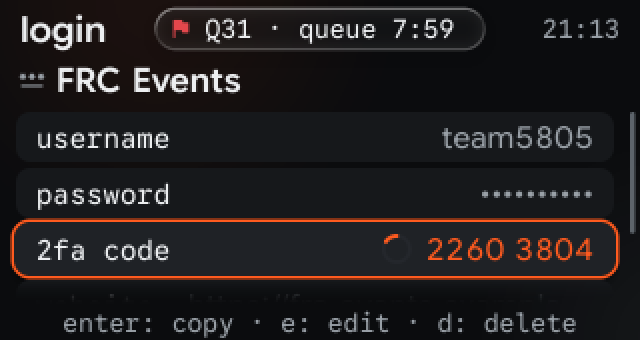 login
Q31 · queue 7:59
21:13
FRC Events
username team5805
password ••••••••••
2fa code 2260 3804
enter: copy · e: edit · d: delete